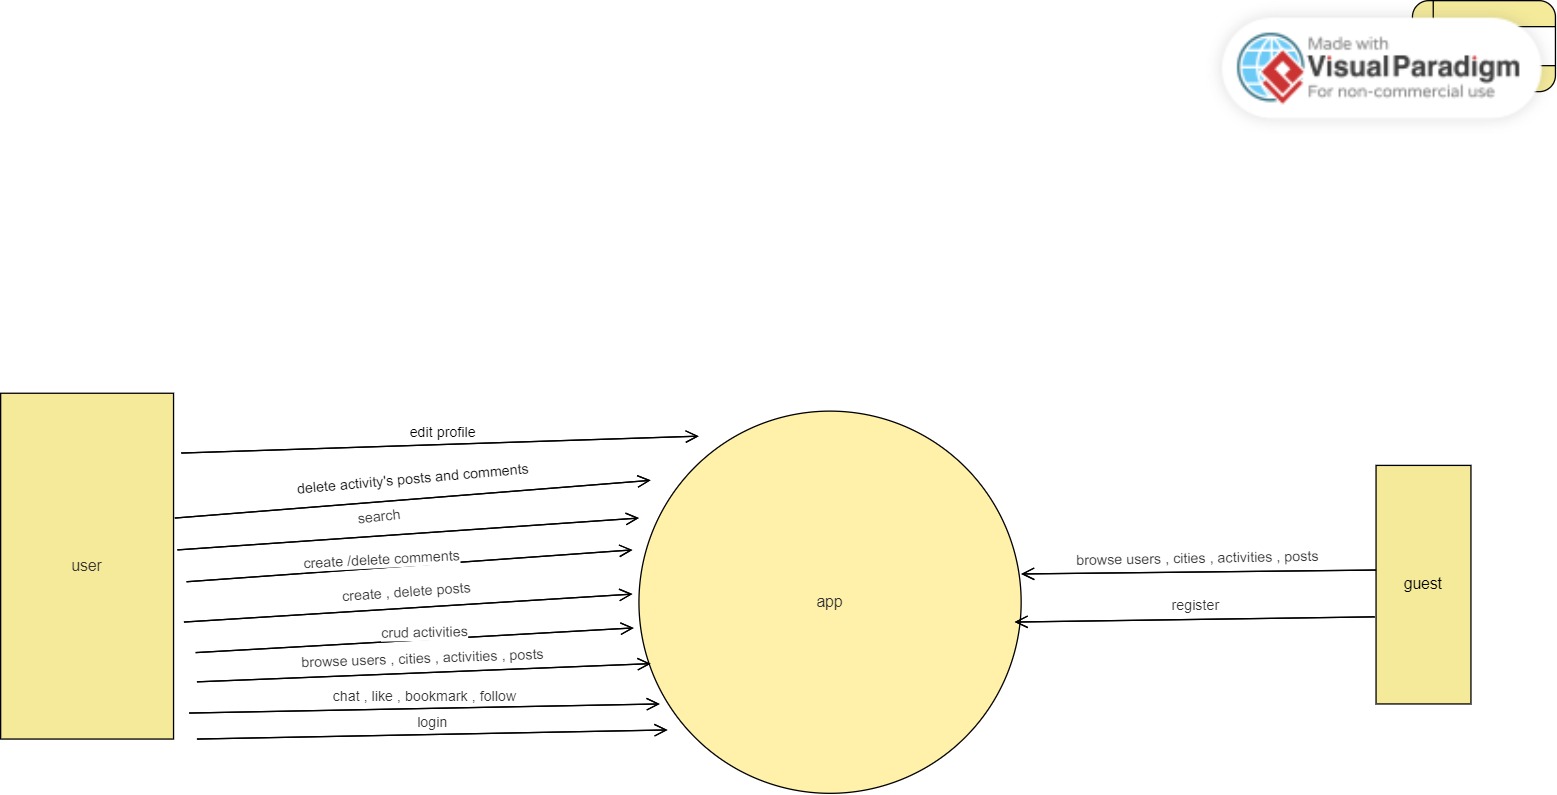 Made with
Visual Paradigm
For non-commercial use
edit profile
delete activity's posts and comments
search
create /delete comments
create , delete posts
crud activities
browse users , cities , activities , posts
chat , like , bookmark , follow
login
user
app
browse users , cities , activities , posts
register
guest